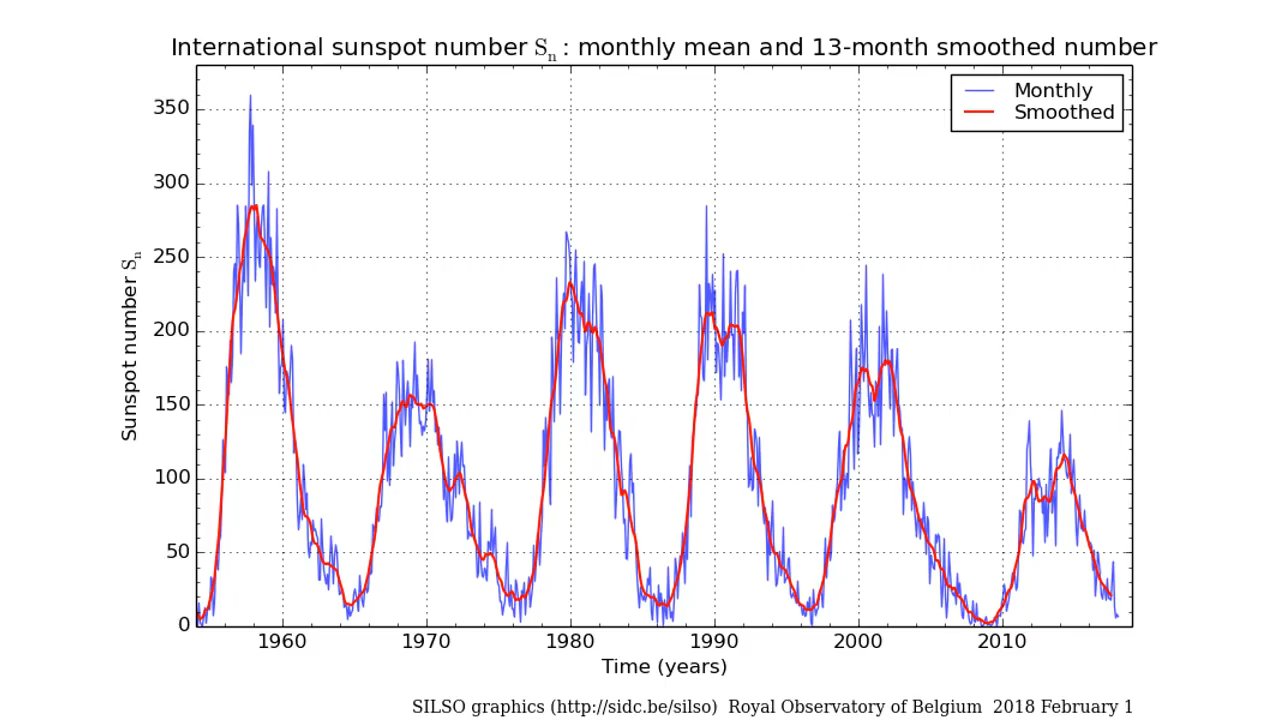 International sunspot number Sn : monthly mean and 13-month smoothed number
Monthly
Smoothed
350
300
250
200
150
100
50
0
Sunspot number Sn
1960 1970 1980 1990 2000 2010
Time (years)
SILSO graphics (http://sidc.be/silso) Royal Observatory of Belgium 2018 February 1